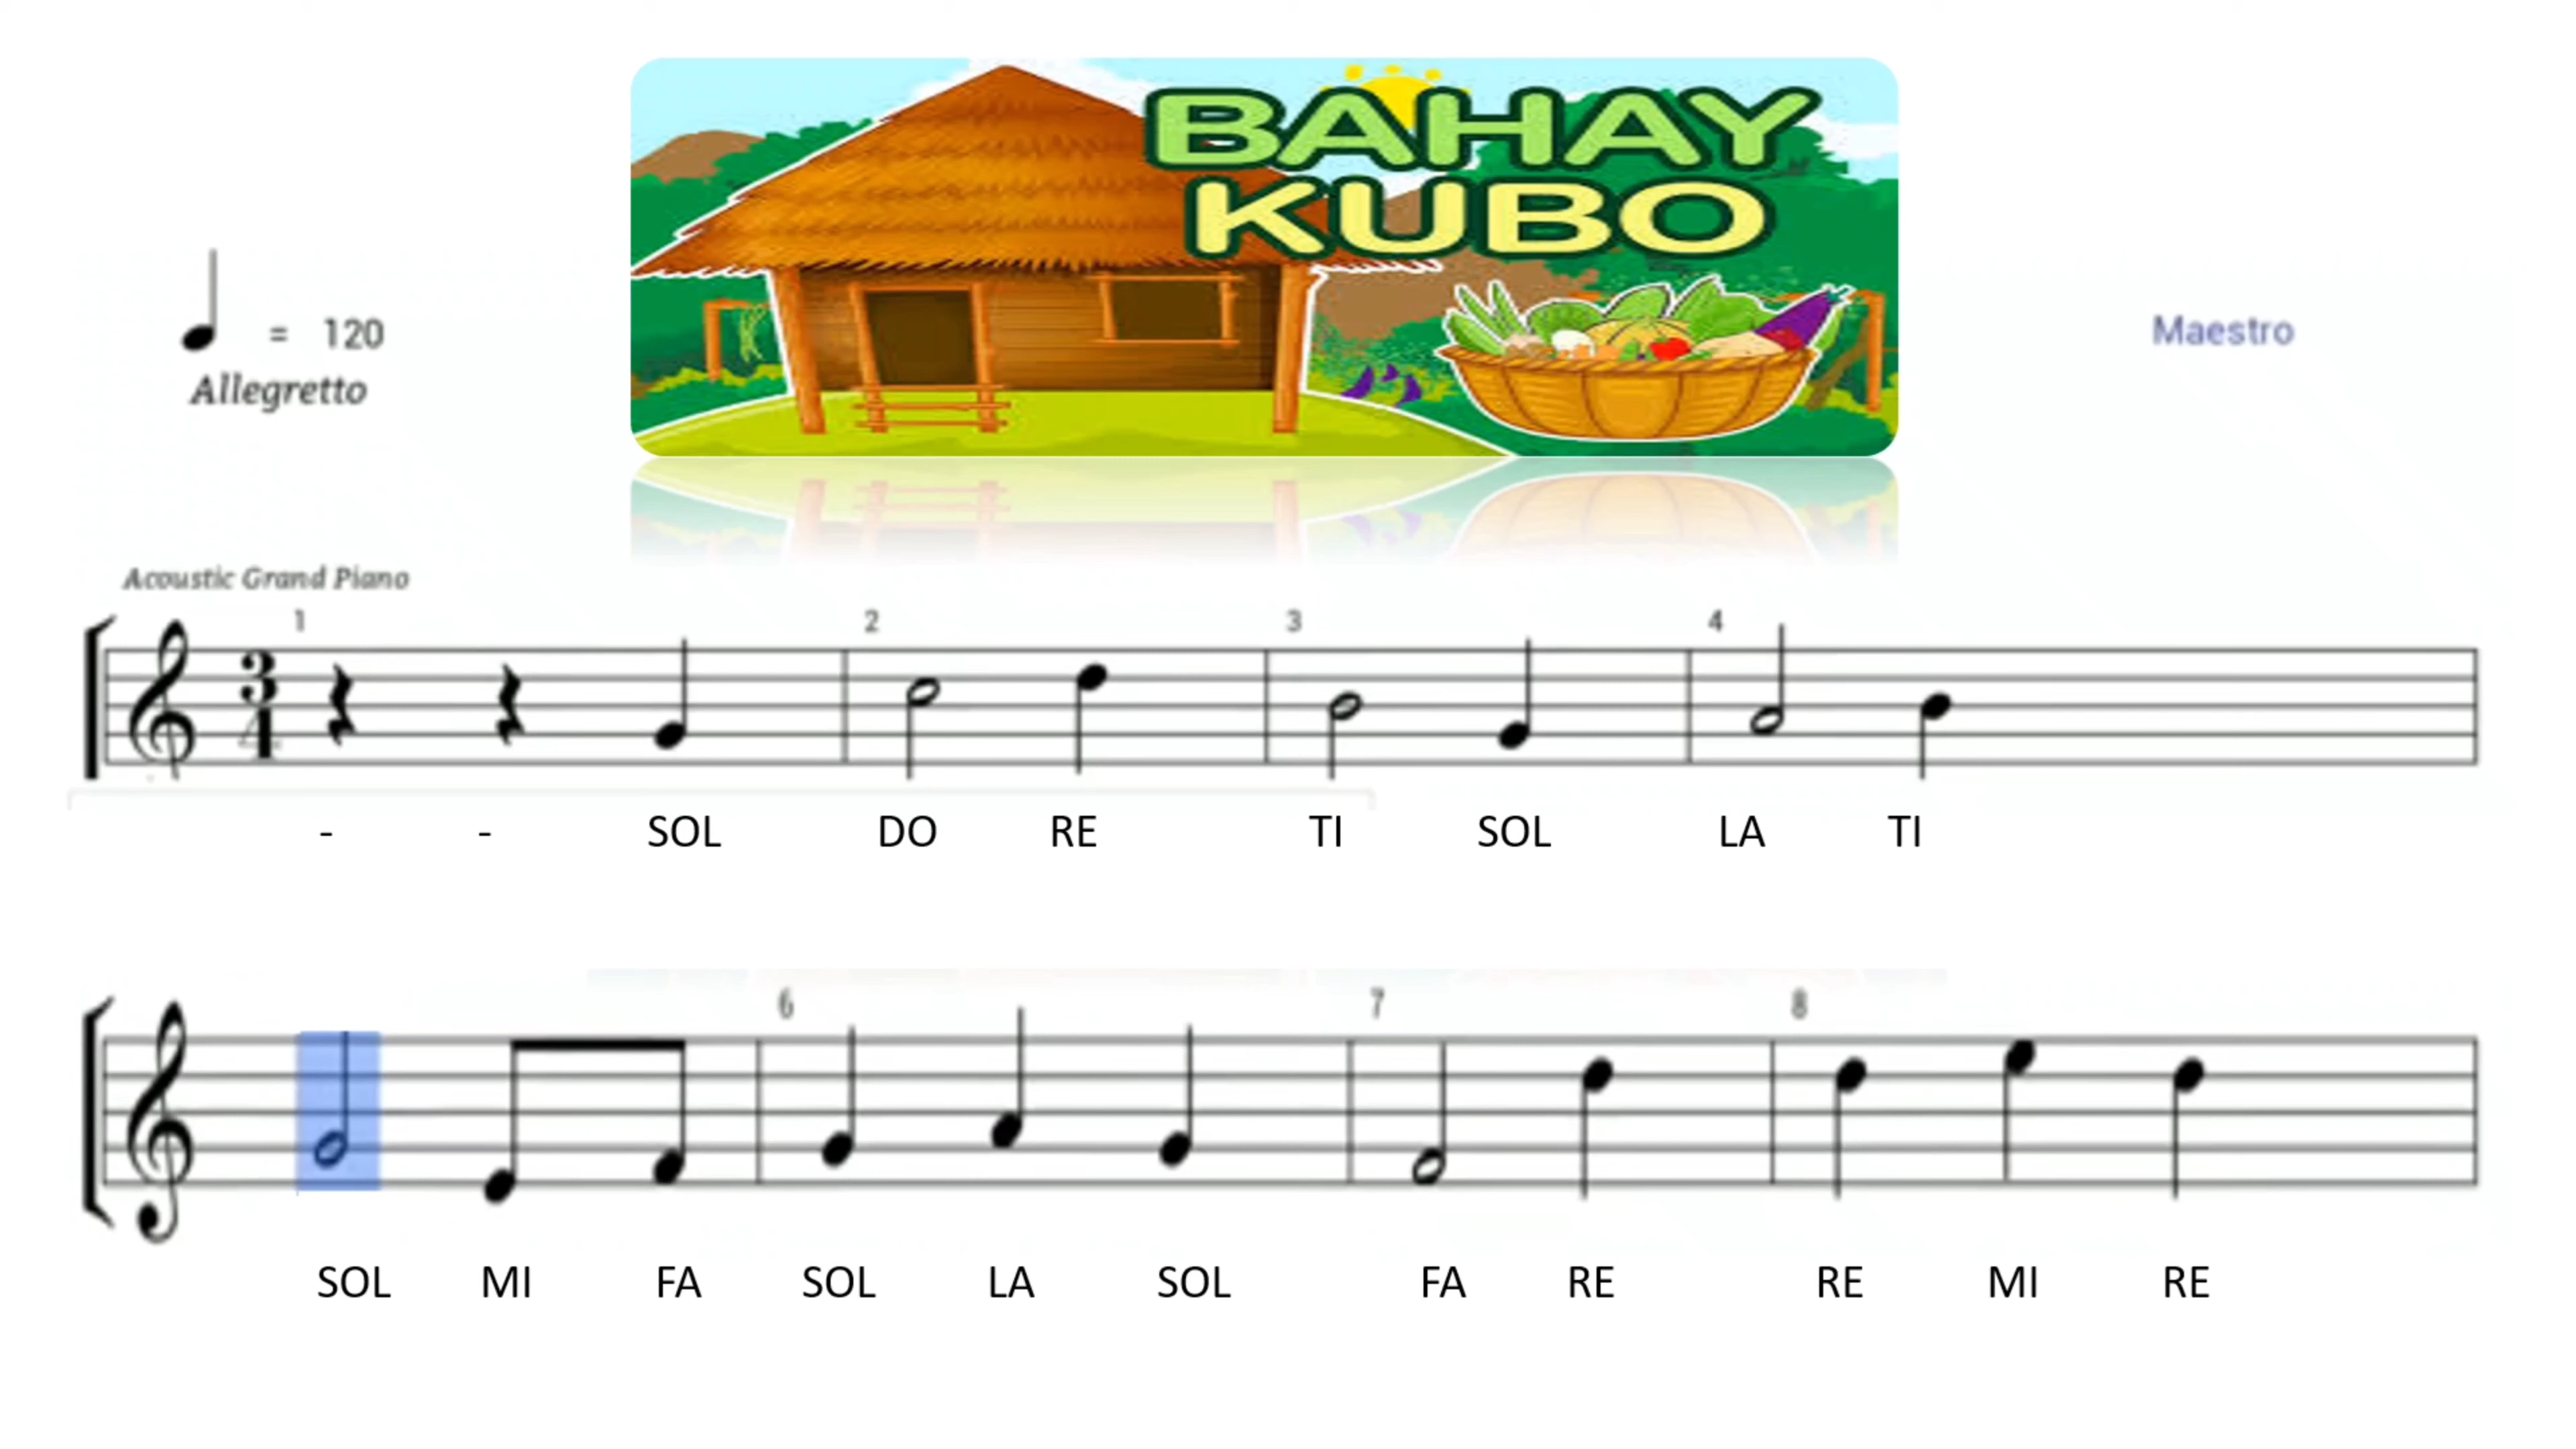 BAHAY
KUBO
= 120
Allegretto
Maestro
Acoustic Grand Piano
1 2 3 4
3
4
- - SOL DO RE TI SOL LA TI
6 7 8
SOL MI FA SOL LA SOL FA RE RE MI RE